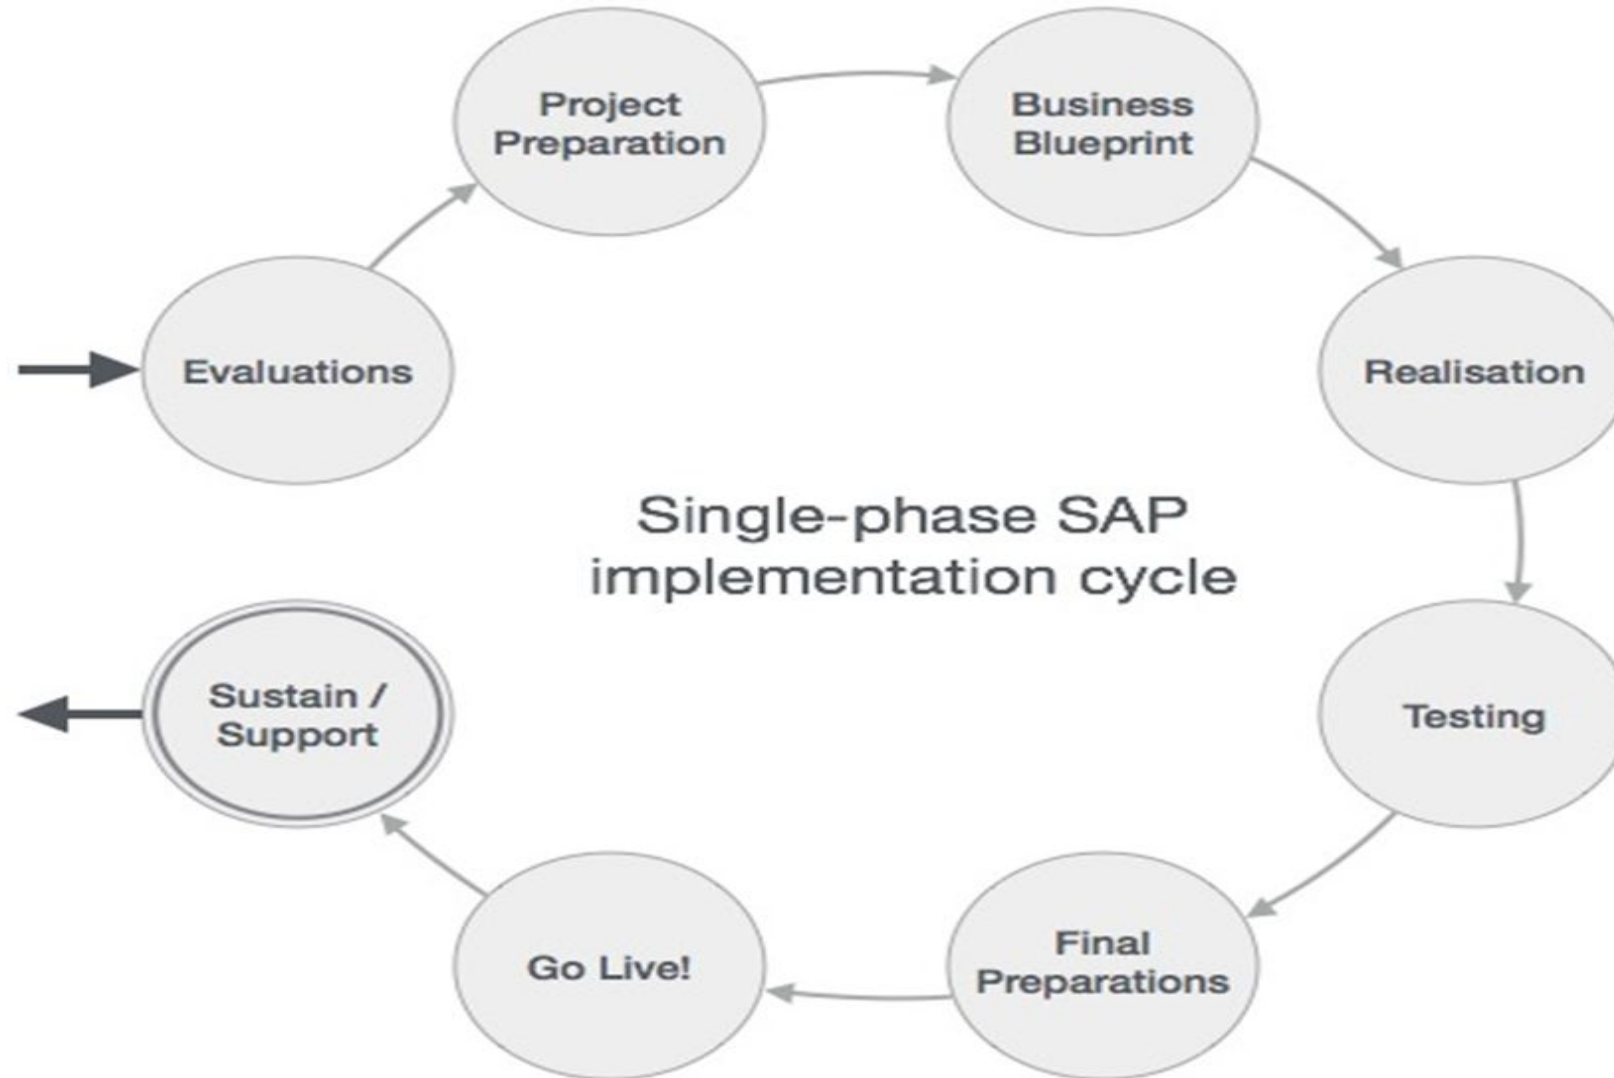 Project
Preparation
Business
Blueprint
Evaluations
Realisation
Single-phase SAP
implementation cycle
Sustain /
Support
Testing
Final
Preparations
Go Live!